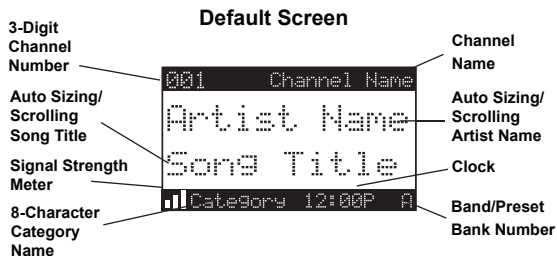 Default Screen
3-Digit
Channel
Number
Channel
Name
001 Channel Name
Auto Sizing/
Scrolling
Song Title
Artist Name
Auto Sizing/
Scrolling
Artist Name
Song Title
Signal Strength
Meter
Clock
Category 12:00P A
8-Character
Category
Name
Band/Preset
Bank Number